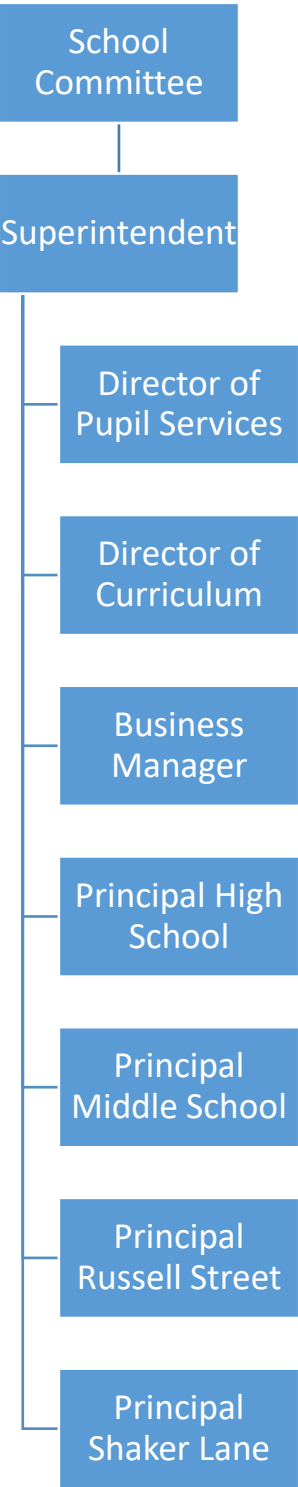 School
Committee
Superintendent
Director of
Pupil Services
Director of
Curriculum
Business
Manager
Principal High
School
Principal
Middle School
Principal
Russell Street
Principal
Shaker Lane